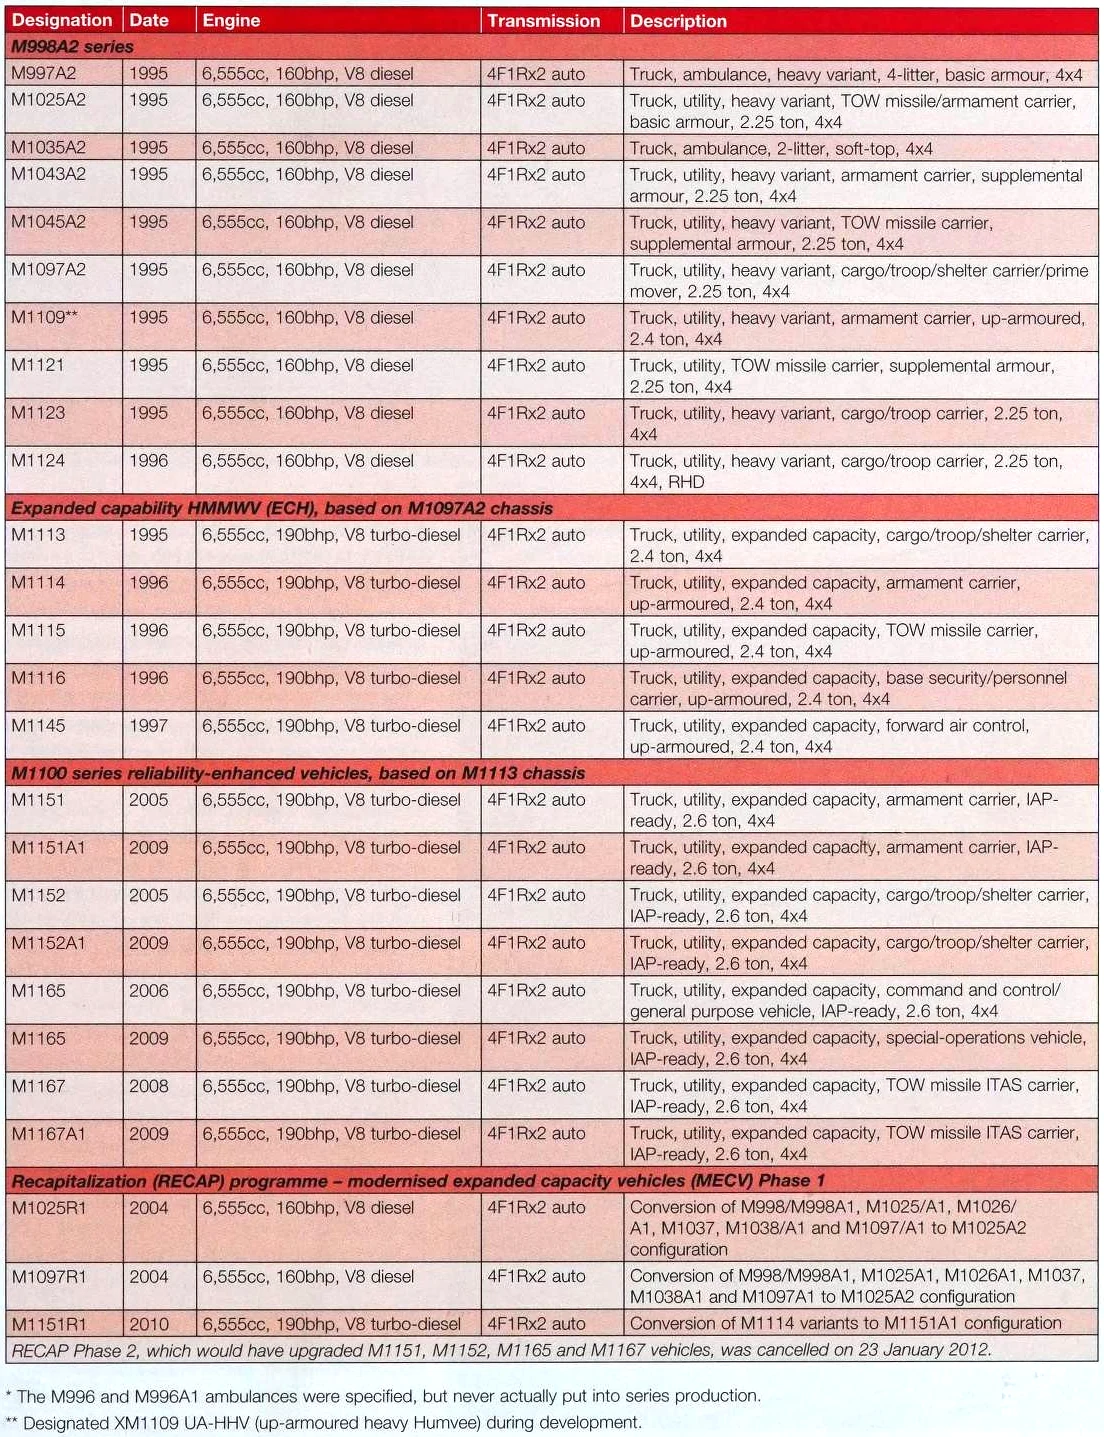 Designation Date Engine Transmission Description
M998A2 series
M997A2 1995 6,555cc, 160bhp, V8 diesel 4F1Rx2 auto Truck, ambulance, heavy variant, 4-litter, basic armour, 4x4
M1025A2 1995 6,555cc, 160bhp, V8 diesel 4F1Rx2 auto Truck, utility, heavy variant, TOW missile/armament carrier,
basic armour, 2.25 ton, 4x4
M1035A2 1995 6,555cc, 160bhp, V8 diesel 4F1Rx2 auto Truck, ambulance, 2-litter, soft-top, 4x4
M1043A2 1995 6,555cc, 160bhp, V8 diesel 4F1Rx2 auto Truck, utility, heavy variant, armament carrier, supplemental
armour, 2.25 ton, 4x4
M1045A2 1995 6,555cc, 160bhp, V8 diesel 4F1Rx2 auto Truck, utility, heavy variant, TOW missile carrier,
supplemental armour, 2.25 ton, 4x4
M1097A2 1995 6,555cc, 160bhp, V8 diesel 4F1Rx2 auto Truck, utility, heavy variant, cargo/troop/shelter carrier/prime
mover, 2.25 ton, 4x4
M1109** 1995 6,555cc, 160bhp, V8 diesel 4F1Rx2 auto Truck, utility, heavy variant, armament carrier, up-armoured,
2.4 ton, 4x4
M1121 1995 6,555cc, 160bhp, V8 diesel 4F1Rx2 auto Truck, utility, TOW missile carrier, supplemental armour,
2.25 ton, 4x4
M1123 1995 6,555cc, 160bhp, V8 diesel 4F1Rx2 auto Truck, utility, heavy variant, cargo/troop carrier, 2.25 ton,
4x4
M1124 1996 6,555cc, 160bhp, V8 diesel 4F1Rx2 auto Truck, utility, heavy variant, cargo/troop carrier, 2.25 ton,
4x4, RHD
Expanded capability HMMWV (ECH), based on M1097A2 chassis
M1113 1995 6,555cc, 190bhp, V8 turbo-diesel 4F1Rx2 auto Truck, utility, expanded capacity, cargo/troop/shelter carrier,
2.4 ton, 4x4
M1114 1996 6,555cc, 190bhp, V8 turbo-diesel 4F1Rx2 auto Truck, utility, expanded capacity, armament carrier,
up-armoured, 2.4 ton, 4x4
M1115 1996 6,555cc, 190bhp, V8 turbo-diesel 4F1Rx2 auto Truck, utility, expanded capacity, TOW missile carrier,
up-armoured, 2.4 ton, 4x4
M1116 1996 6,555cc, 190bhp, V8 turbo-diesel 4F1Rx2 auto Truck, utility, expanded capacity, base security/personnel
carrier, up-armoured, 2.4 ton, 4x4
M1145 1997 6,555cc, 190bhp, V8 turbo-diesel 4F1Rx2 auto Truck, utility, expanded capacity, forward air control,
up-armoured, 2.4 ton, 4x4
M1100 series reliability-enhanced vehicles, based on M1113 chassis
M1151 2005 6,555cc, 190bhp, V8 turbo-diesel 4F1Rx2 auto Truck, utility, expanded capacity, armament carrier, IAP-
ready, 2.6 ton, 4x4
M1151A1 2009 6,555cc, 190bhp, V8 turbo-diesel 4F1Rx2 auto Truck, utility, expanded capacity, armament carrier, IAP-
ready, 2.6 ton, 4x4
M1152 2005 6,555cc, 190bhp, V8 turbo-diesel 4F1Rx2 auto Truck, utility, expanded capacity, cargo/troop/shelter carrier,
IAP-ready, 2.6 ton, 4x4
M1152A1 2009 6,555cc, 190bhp, V8 turbo-diesel 4F1Rx2 auto Truck, utility, expanded capacity, cargo/troop/shelter carrier,
IAP-ready, 2.6 ton, 4x4
M1165 2006 6,555cc, 190bhp, V8 turbo-diesel 4F1Rx2 auto Truck, utility, expanded capacity, command and control/
general purpose vehicle, IAP-ready, 2.6 ton, 4x4
M1165 2009 6,555cc, 190bhp, V8 turbo-diesel 4F1Rx2 auto Truck, utility, expanded capacity, special-operations vehicle,
IAP-ready, 2.6 ton, 4x4
M1167 2008 6,555cc, 190bhp, V8 turbo-diesel 4F1Rx2 auto Truck, utility, expanded capacity, TOW missile ITAS carrier,
IAP-ready, 2.6 ton, 4x4
M1167A1 2009 6,555cc, 190bhp, V8 turbo-diesel 4F1Rx2 auto Truck, utility, expanded capacity, TOW missile ITAS carrier,
IAP-ready, 2.6 ton, 4x4
Recapitalization (RECAP) programme – modernised expanded capacity vehicles (MECV) Phase 1
M1025R1 2004 6,555cc, 160bhp, V8 diesel 4F1Rx2 auto Conversion of M998/M998A1, M1025/A1, M1026/
A1, M1037, M1038/A1 and M1097/A1 to M1025A2
configuration
M1097R1 2004 6,555cc, 160bhp, V8 diesel 4F1Rx2 auto Conversion of M998/M998A1, M1025A1, M1026A1, M1037,
M1038A1 and M1097A1 to M1025A2 configuration
M1151R1 2010 6,555cc, 190bhp, V8 turbo-diesel 4F1Rx2 auto Conversion of M1114 variants to M1151A1 configuration
RECAP Phase 2, which would have upgraded M1151, M1152, M1165 and M1167 vehicles, was cancelled on 23 January 2012.
* The M996 and M996A1 ambulances were specified, but never actually put into series production.
** Designated XM1109 UA-HHV (up-armoured heavy Humvee) during development.